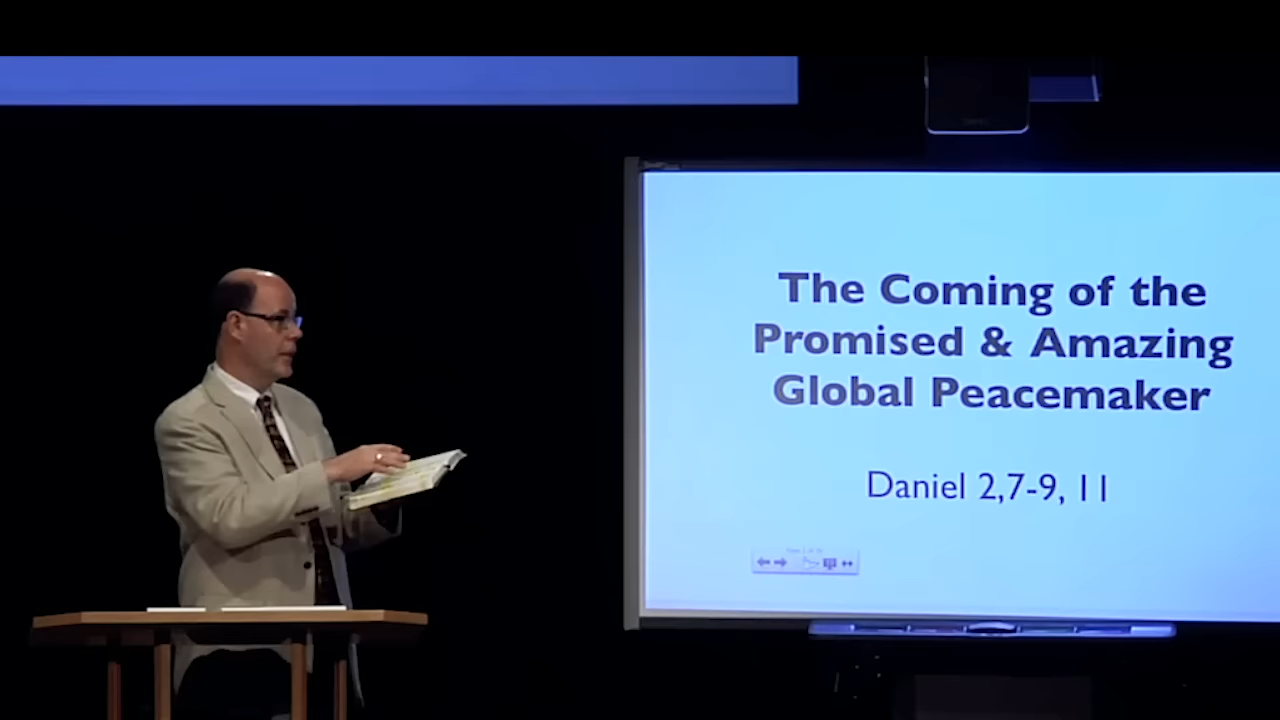 The Coming of the
Promised & Amazing
Global Peacemaker
Daniel 2,7-9, 11